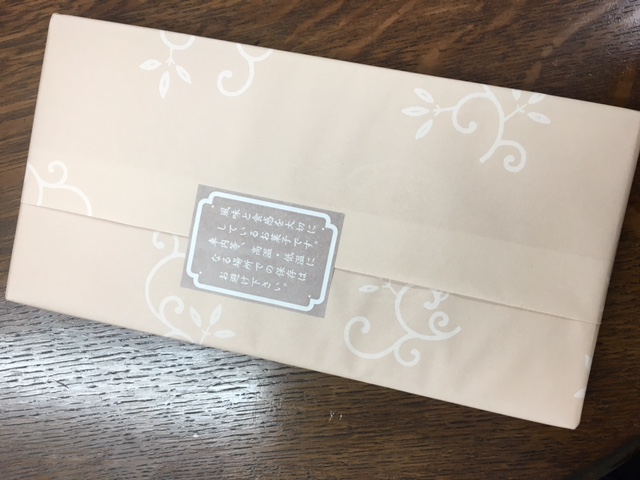 風味と食感を大切に
しているお菓子です。
車内等、高温・低温に
なる場所での保存は
お避け下さい。